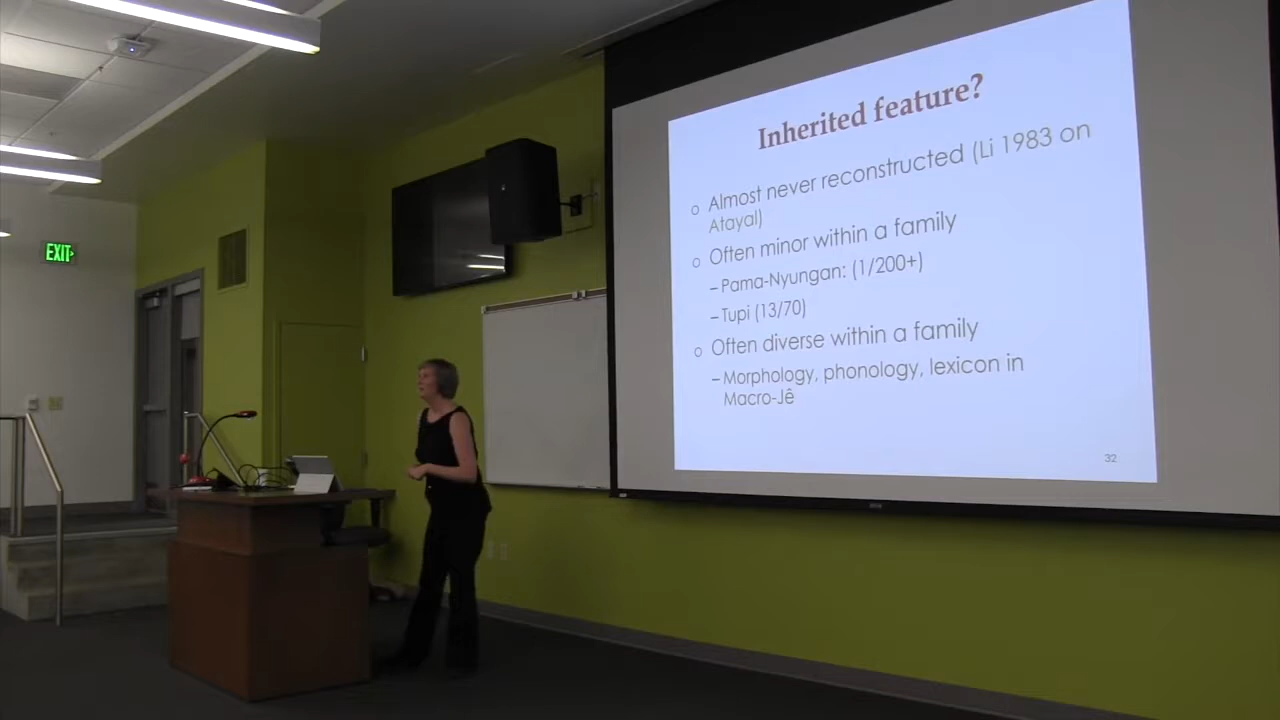 EXIT
Inherited feature?
o Almost never reconstructed (Li 1983 on
Atayal)
o Often minor within a family
– Pama-Nyungan: (1/200+)
– Tupi (13/70)
o Often diverse within a family
– Morphology, phonology, lexicon in
Macro-Jê
32